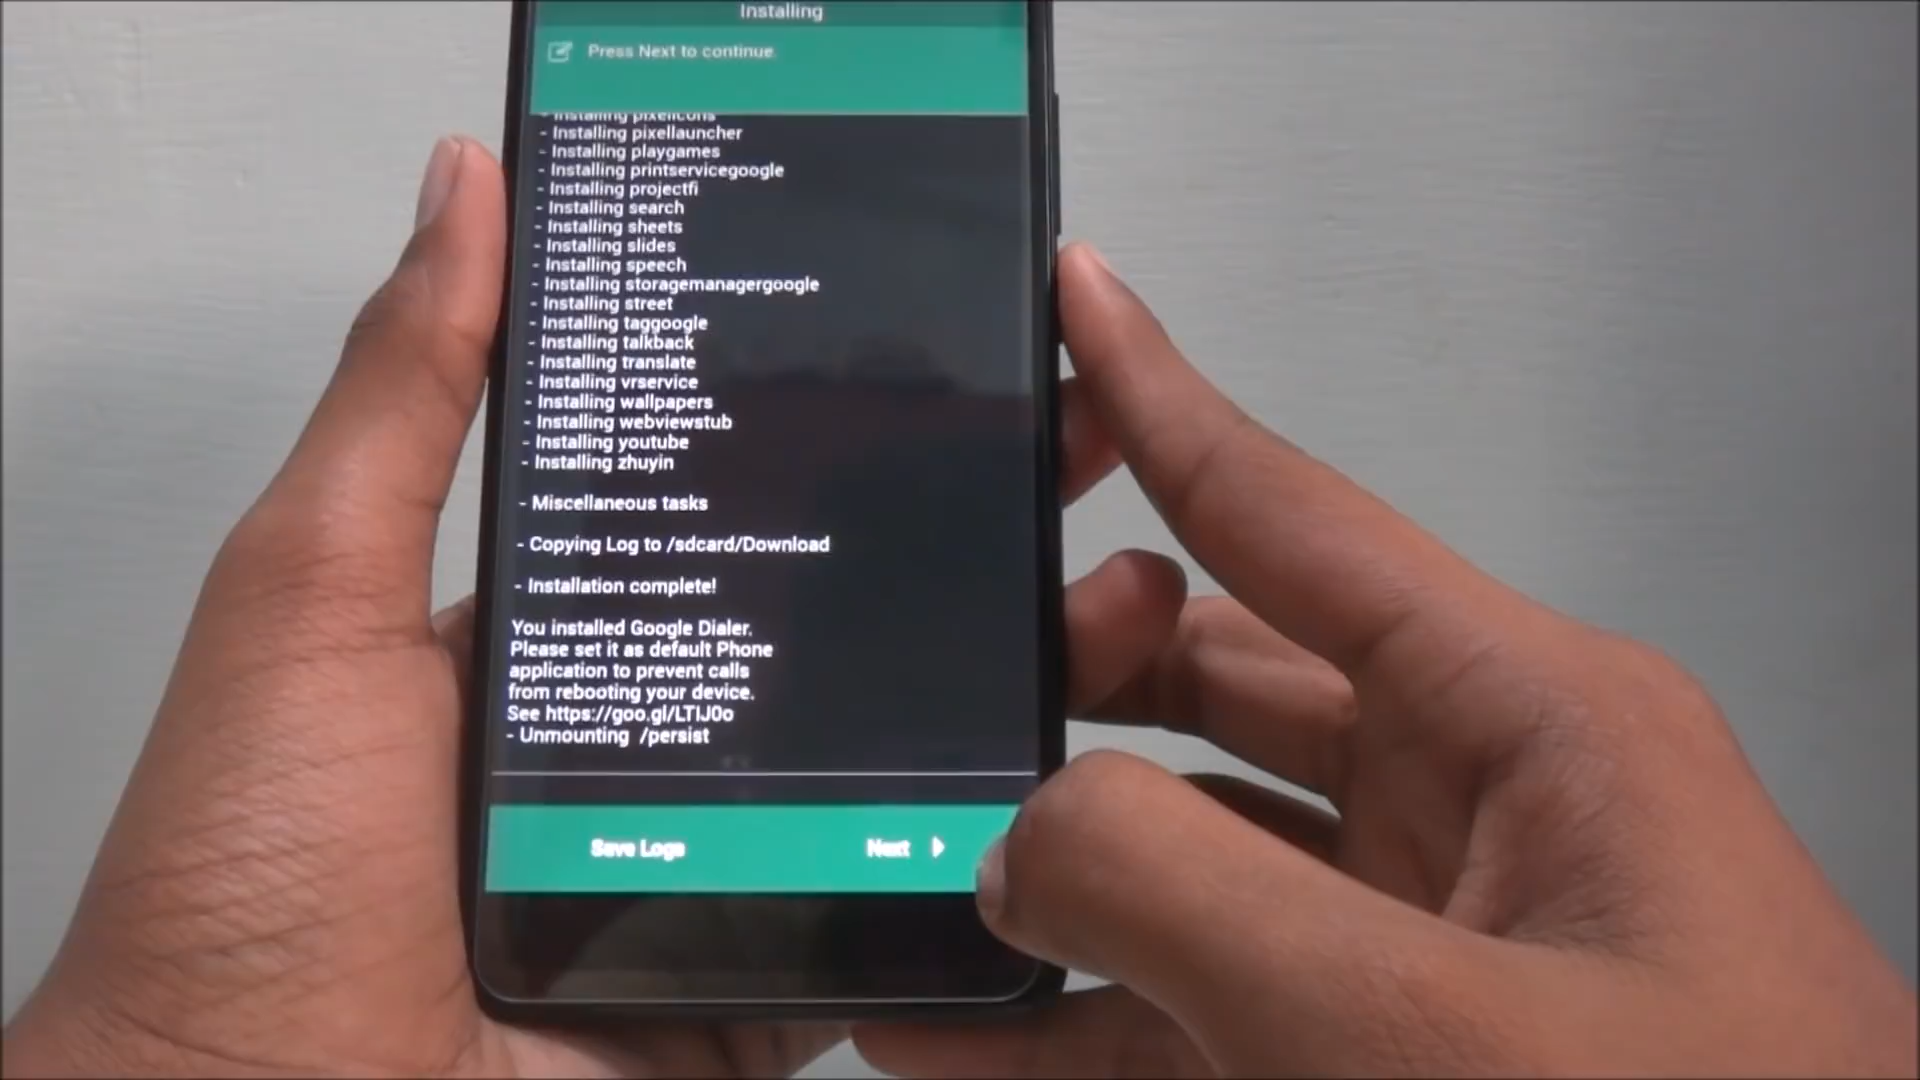 Installing
Press Next to continue.
- Installing pixelicons
- Installing pixellauncher
- Installing playgames
- Installing printservicegoogle
- Installing projectfi
- Installing search
- Installing sheets
- Installing slides
- Installing speech
- Installing storagemanagergoogle
- Installing street
- Installing taggoogle
- Installing talkback
- Installing translate
- Installing vrservice
- Installing wallpapers
- Installing webviewstub
- Installing youtube
- Installing zhuyin
- Miscellaneous tasks
- Copying Log to /sdcard/Download
- Installation complete!
You installed Google Dialer.
Please set it as default Phone
application to prevent calls
from rebooting your device.
See https://goo.gl/LTIJ0o
- Unmounting /persist
Save Logs
Next